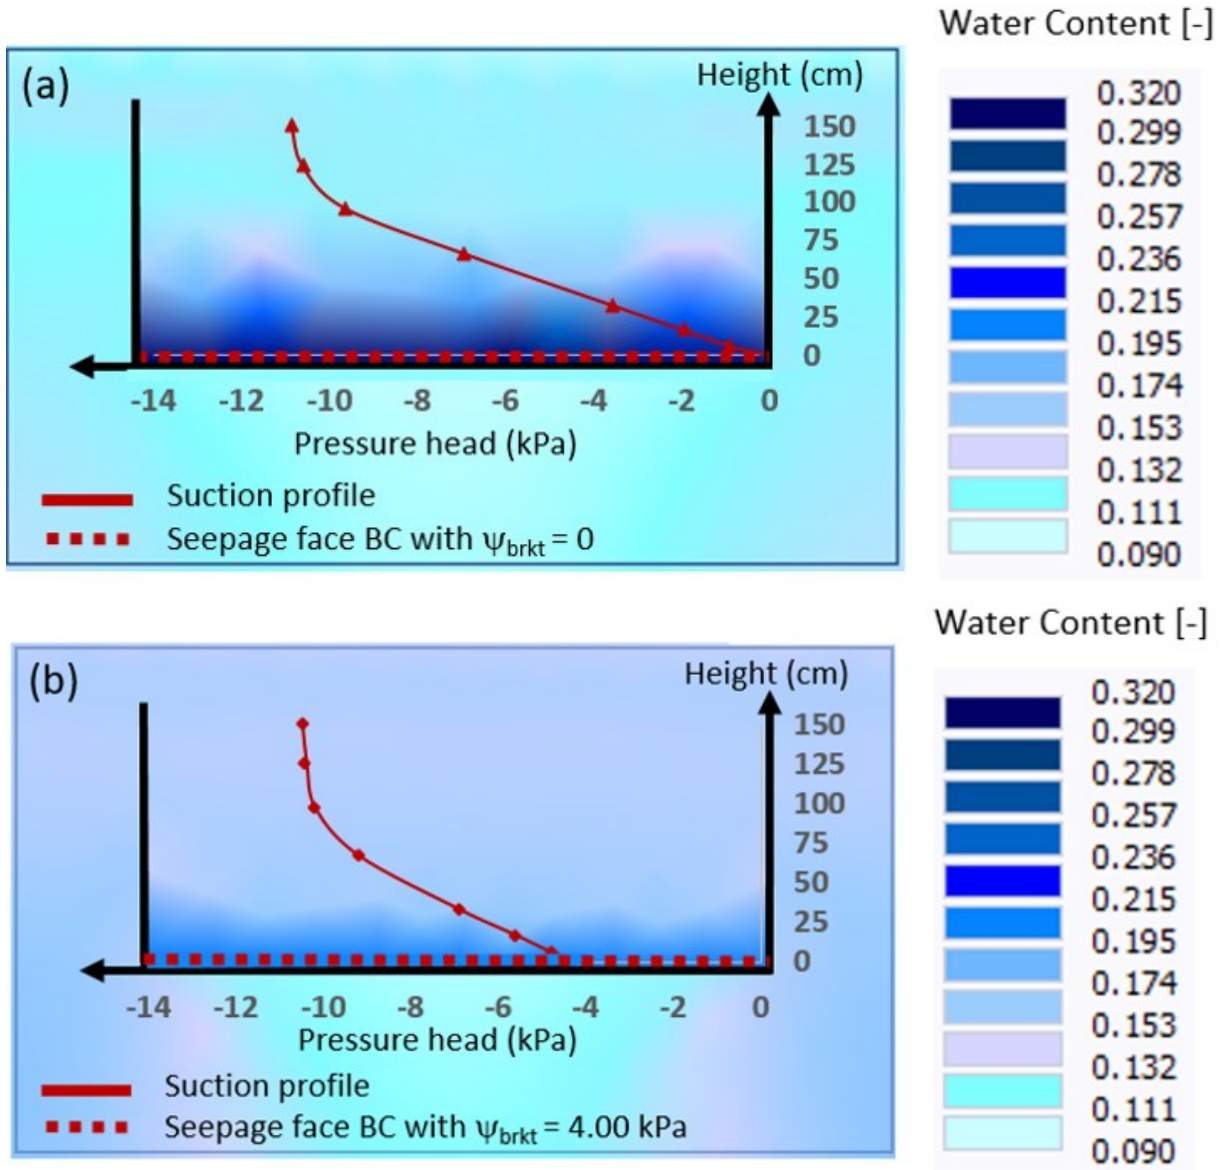 Water Content [-]
(a)
Height (cm)
150
125
100
75
50
25
0
-14 -12 -10 -8 -6 -4 -2 0
Pressure head (kPa)
Suction profile
Seepage face BC with ψbrkt = 0
0.320
0.299
0.278
0.257
0.236
0.215
0.195
0.174
0.153
0.132
0.111
0.090
Water Content [-]
(b)
Height (cm)
150
125
100
75
50
25
0
-14 -12 -10 -8 -6 -4 -2 0
Pressure head (kPa)
Suction profile
Seepage face BC with ψbrkt = 4.00 kPa
0.320
0.299
0.278
0.257
0.236
0.215
0.195
0.174
0.153
0.132
0.111
0.090